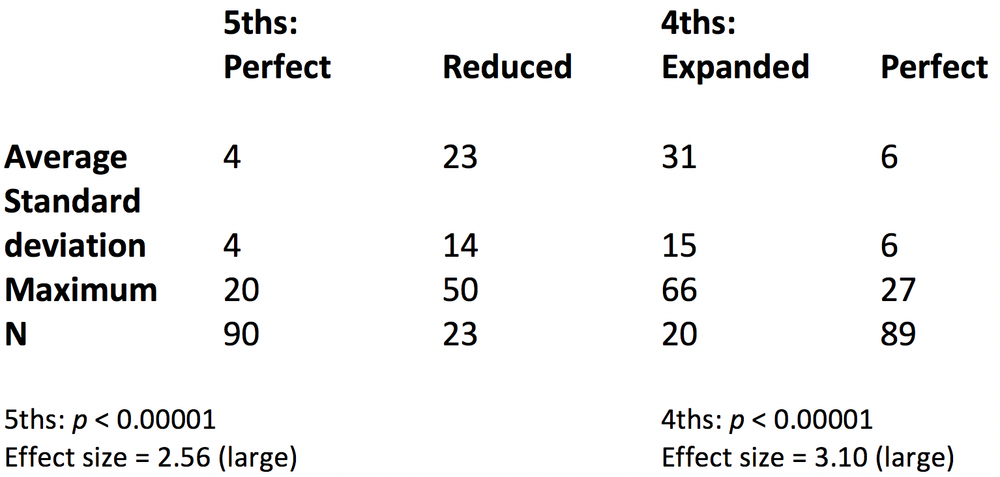 5ths: 4ths:
Perfect Reduced Expanded Perfect
Average 4 23 31 6
Standard
deviation 4 14 15 6
Maximum 20 50 66 27
N 90 23 20 89
5ths: p < 0.00001 4ths: p < 0.00001
Effect size = 2.56 (large) Effect size = 3.10 (large)